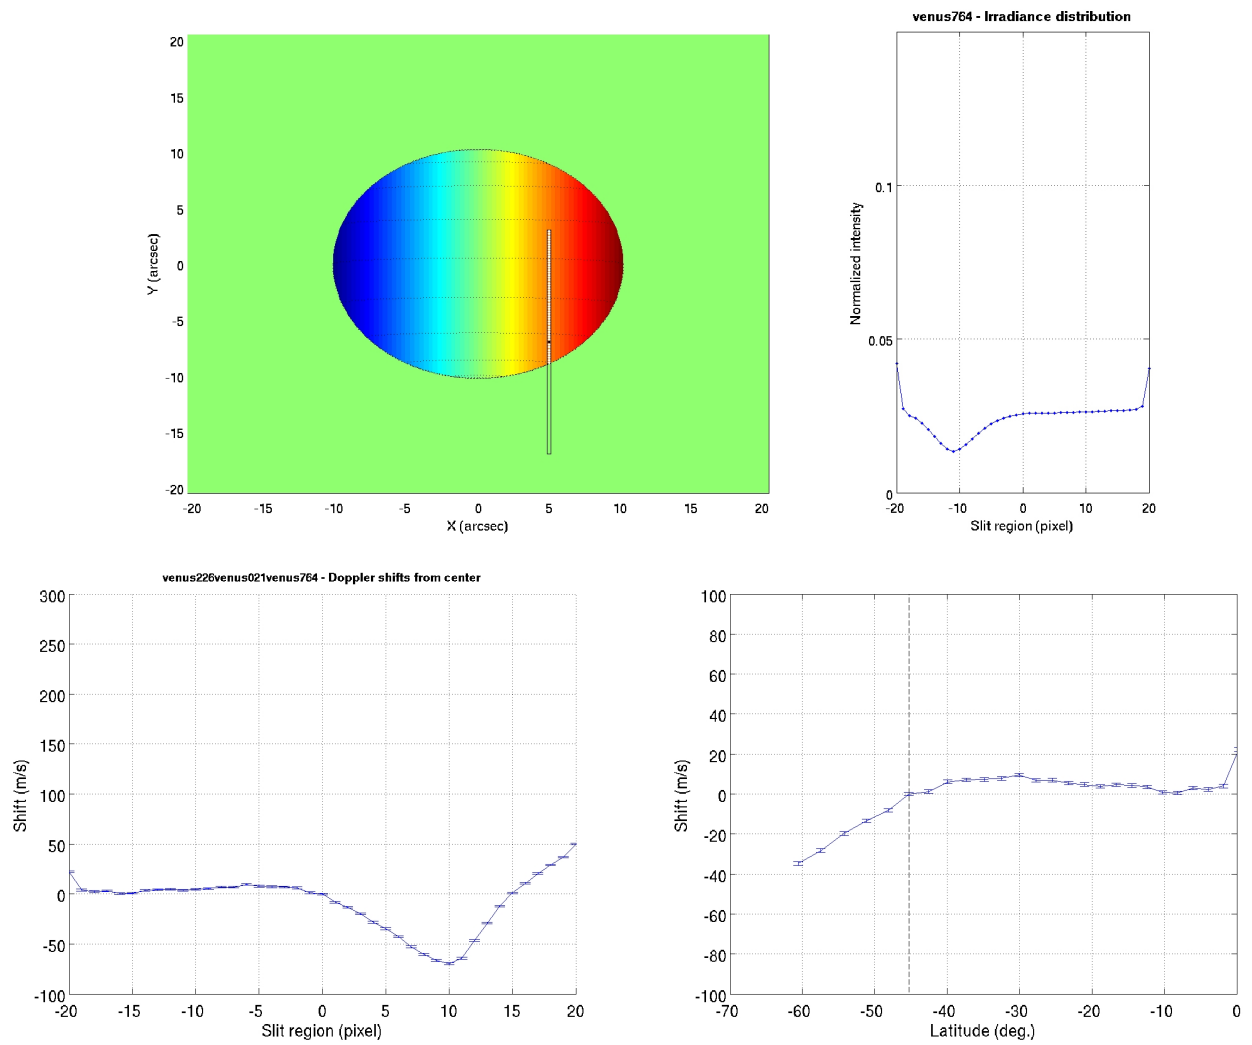 venus764 - Irradiance distribution
20
15
10
5
0
-5
-10
-15
-20
Y (arcsec)
-20 -15 -10 -5 0 5 10 15 20
X (arcsec)
0.1
0.05
0
Normalized intensity
-20 -10 0 10 20
Slit region (pixel)
venus226venus021venus764 - Doppler shifts from center
300
250
200
150
100
50
0
-50
-100
Shift (m/s)
-20 -15 -10 -5 0 5 10 15 20
Slit region (pixel)
100
80
60
40
20
0
-20
-40
-60
-80
-100
Shift (m/s)
-70 -60 -50 -40 -30 -20 -10 0
Latitude (deg.)